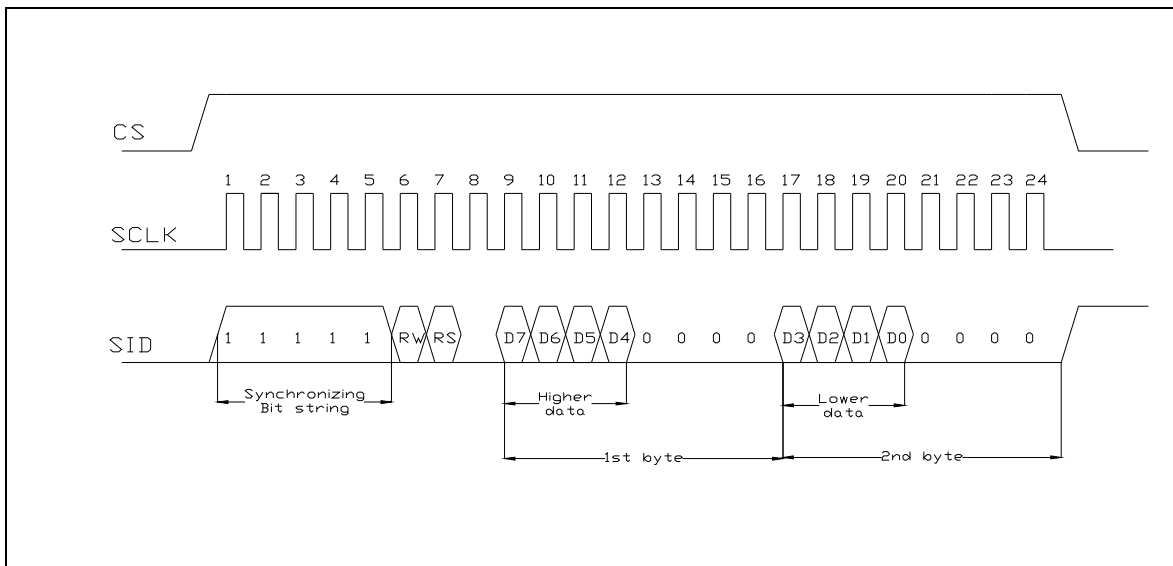 CS
1 2 3 4 5 6 7 8 9 10 11 12 13 14 15 16 17 18 19 20 21 22 23 24
SCLK
SID
1 1 1 1 1 RW RS D7 D6 D5 D4 0 0 0 0 D3 D2 D1 D0 0 0 0 0
Synchronizing
Bit string
Higher
data
Lower
data
1st byte
2nd byte